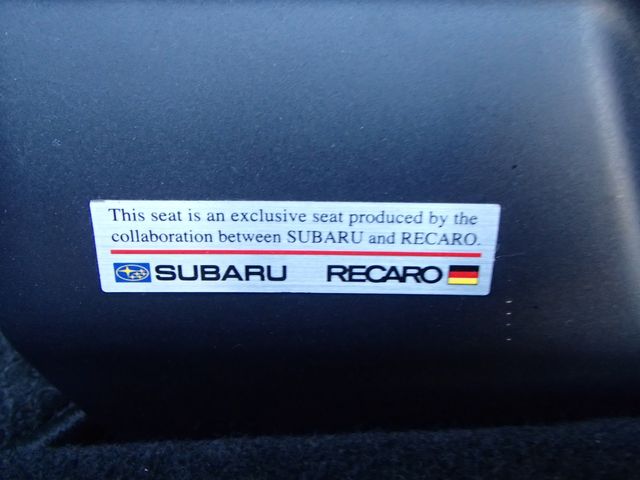 This seat is an exclusive seat produced by the
collaboration between SUBARU and RECARO.
SUBARU RECARO